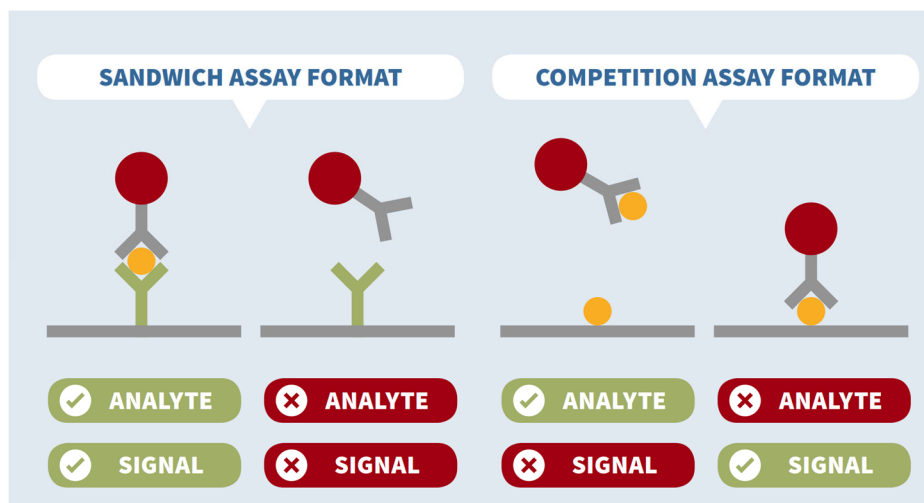 SANDWICH ASSAY FORMAT
COMPETITION ASSAY FORMAT
ANALYTE
ANALYTE
ANALYTE
ANALYTE
SIGNAL
SIGNAL
SIGNAL
SIGNAL